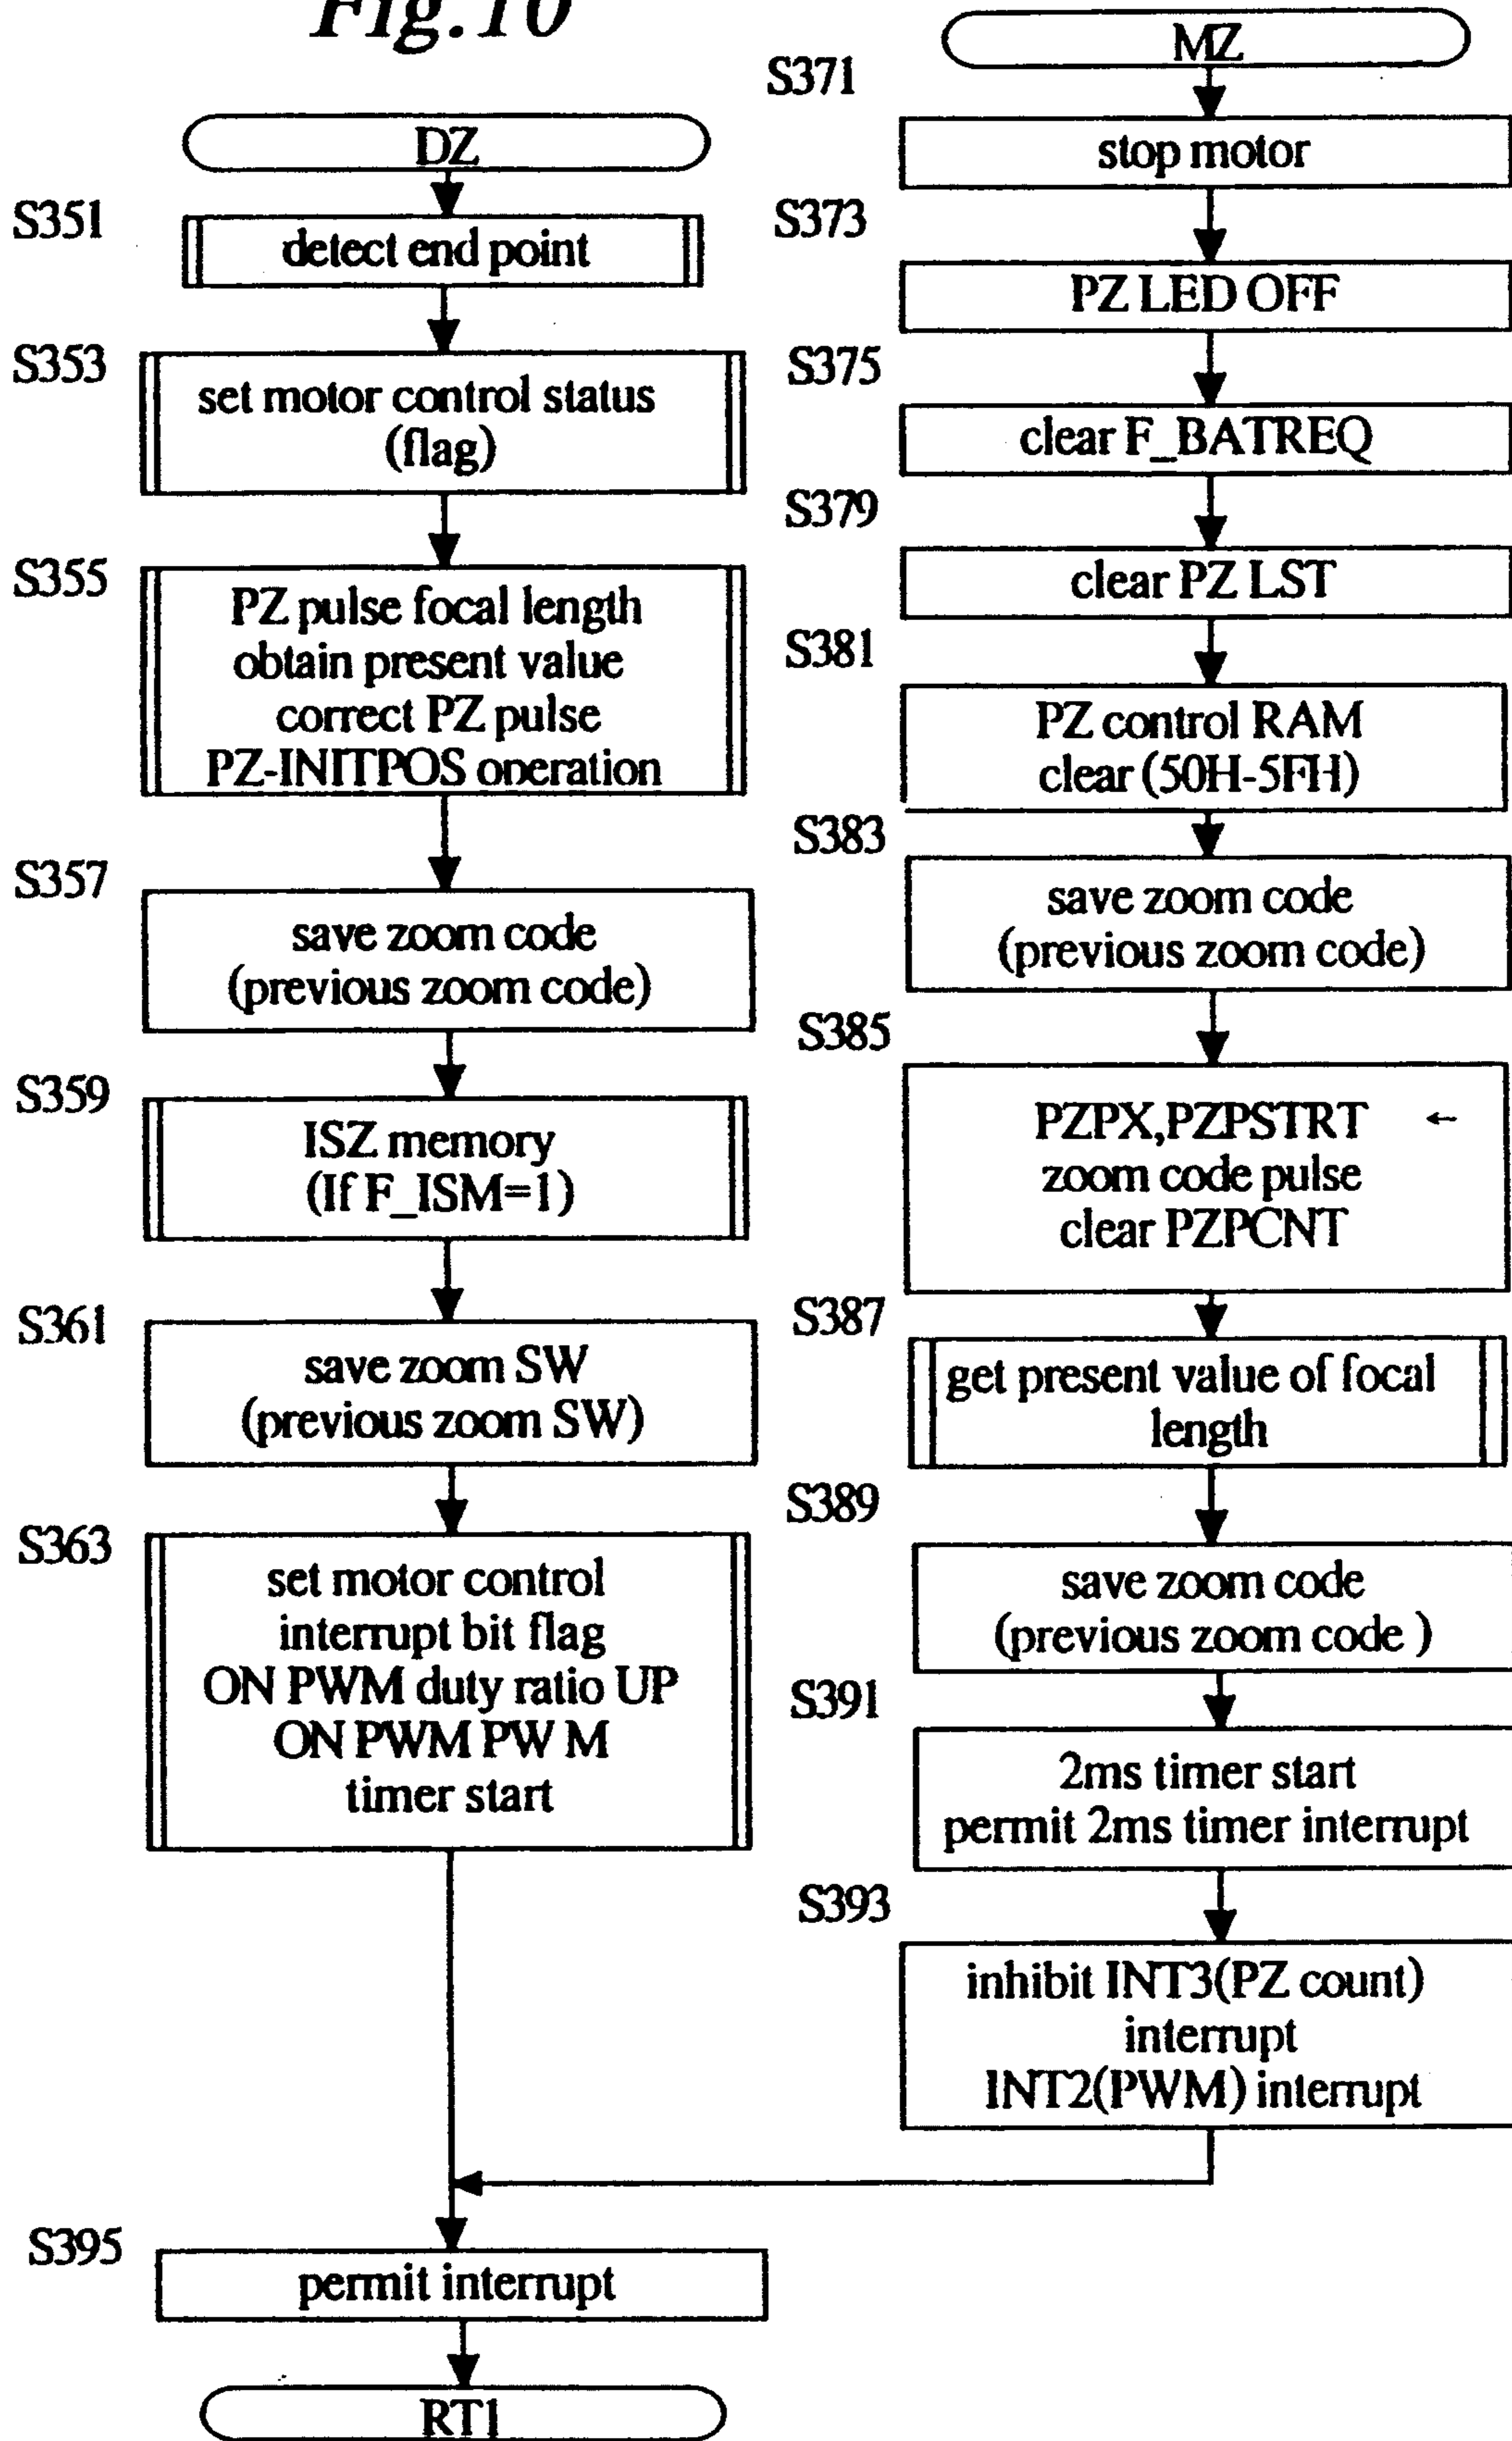 Fig.10
DZ
S351
detect end point
S353
set motor control status
(flag)
S355
PZ pulse focal length
obtain present value
correct PZ pulse
PZ-INITPOS oneration
S357
save zoom code
(previous zoom code)
S359
ISZ memory
(If F_ISM=1)
S361
save zoom SW
(previous zoom SW)
S363
set motor control
interrupt bit flag
ON PWM duty ratio UP
ON PWM PW M
timer start
MZ
S371
stop motor
S373
PZ LED OFF
S375
clear F_BATREQ
S379
clear PZ LST
S381
PZ control RAM
clear (50H-5FH)
S383
save zoom code
(previous zoom code)
S385
PZPX,PZPSTRT ←
zoom code pulse
clear PZPCNT
S387
get present value of focal
length
S389
save zoom code
(previous zoom code )
S391
2ms timer start
permit 2ms timer interrupt
S393
inhibit INT3(PZ count)
interrupt
INT2(PWM) interrupt
S395
permit interrupt
RT1